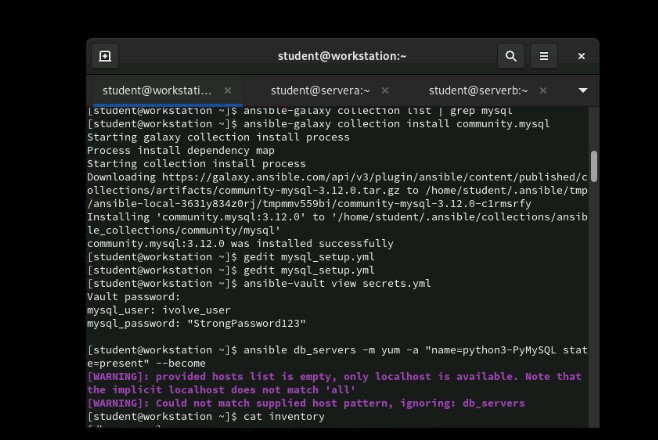 student@workstation:~
student@workstati...
student@servera:~
student@serverb:~
[student@workstation ~]$ ansible-galaxy collection list | grep mysql
[student@workstation ~]$ ansible-galaxy collection install community.mysql
Starting galaxy collection install process
Process install dependency map
Starting collection install process
Downloading https://galaxy.ansible.com/api/v3/plugin/ansible/content/published/c
ollections/artifacts/community-mysql-3.12.0.tar.gz to /home/student/.ansible/tmp
/ansible-local-3631y834z0rj/tmpmmv559bi/community-mysql-3.12.0-c1rmsrfy
Installing 'community.mysql:3.12.0' to '/home/student/.ansible/collections/ansib
le_collections/community/mysql'
community.mysql:3.12.0 was installed successfully
[student@workstation ~]$ gedit mysql_setup.yml
[student@workstation ~]$ gedit mysql_setup.yml
[student@workstation ~]$ ansible-vault view secrets.yml
Vault password:
mysql_user: ivolve_user
mysql_password: "StrongPassword123"
[student@workstation ~]$ ansible db_servers -m yum -a "name=python3-PyMySQL stat
e=present" --become
[WARNING]: provided hosts list is empty, only localhost is available. Note that
the implicit localhost does not match 'all'
[WARNING]: Could not match supplied host pattern, ignoring: db_servers
[student@workstation ~]$ cat inventory